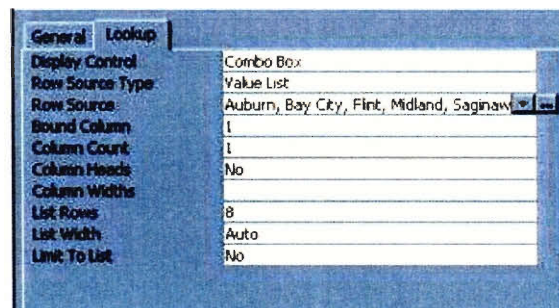 General Lookup
Display Control Combo Box
Row Source Type Value List
Row Source Auburn, Bay City, Flint, Midland, Saginaw
Bound Column 1
Column Count 1
Column Heads No
Column Widths
List Rows 8
List Width Auto
Limit To List No